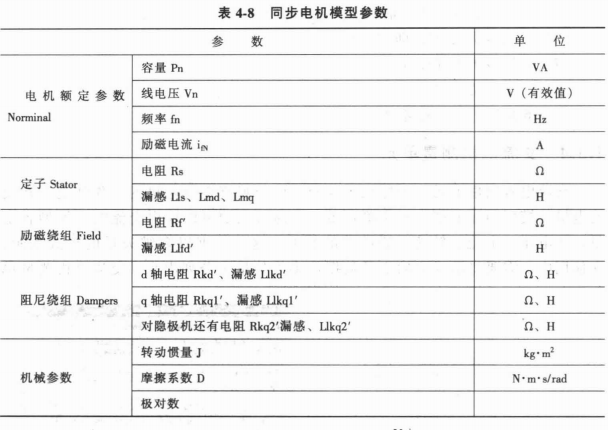 表 4-8 同步电机模型参数
参 数 单 位
电机额定参数
Norminal
容量 Pn VA
线电压 Vn V（有效值）
频率 fn Hz
励磁电流 i_fN A
定子 Stator
电阻 Rs Ω
漏感 Lls、Lmd、Lmq H
励磁绕组 Field
电阻 Rf′ Ω
漏感 Llfd′ H
阻尼绕组 Dampers
d 轴电阻 Rkd′、漏感 Llkd′ Ω、H
q 轴电阻 Rkq1′、漏感 Llkq1′ Ω、H
对隐极机还有电阻 Rkq2′漏感、Llkq2′ Ω、H
机械参数
转动惯量 J kg·m²
摩擦系数 D N·m·s/rad
极对数